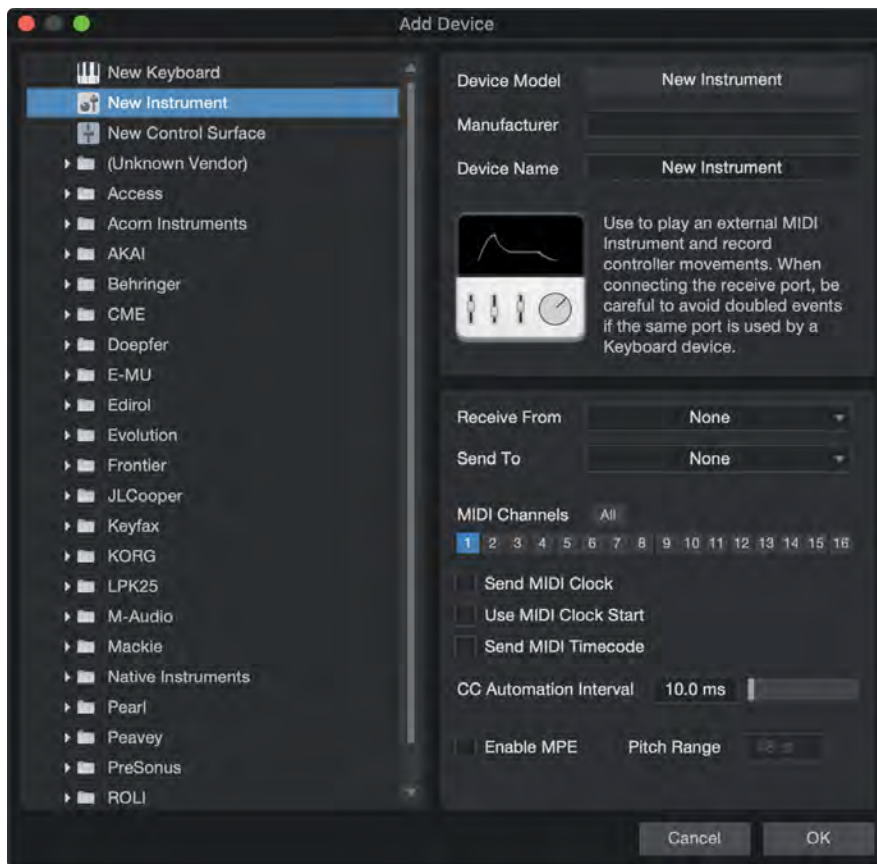 Add Device
New Keyboard
New Instrument
New Control Surface
(Unknown Vendor)
Access
Acorn Instruments
AKAI
Behringer
CME
Doepfer
E-MU
Edirol
Evolution
Frontier
JLCooper
Keyfax
KORG
LPK25
M-Audio
Mackie
Native Instruments
Pearl
Peavey
PreSonus
ROLI
Device Model New Instrument
Manufacturer
Device Name New Instrument
Use to play an external MIDI
Instrument and record
controller movements. When
connecting the receive port, be
careful to avoid doubled events
if the same port is used by a
Keyboard device.
Receive From None
Send To None
MIDI Channels All
1 2 3 4 5 6 7 8 9 10 11 12 13 14 15 16
Send MIDI Clock
Use MIDI Clock Start
Send MIDI Timecode
CC Automation Interval 10.0 ms
Enable MPE Pitch Range
Cancel OK